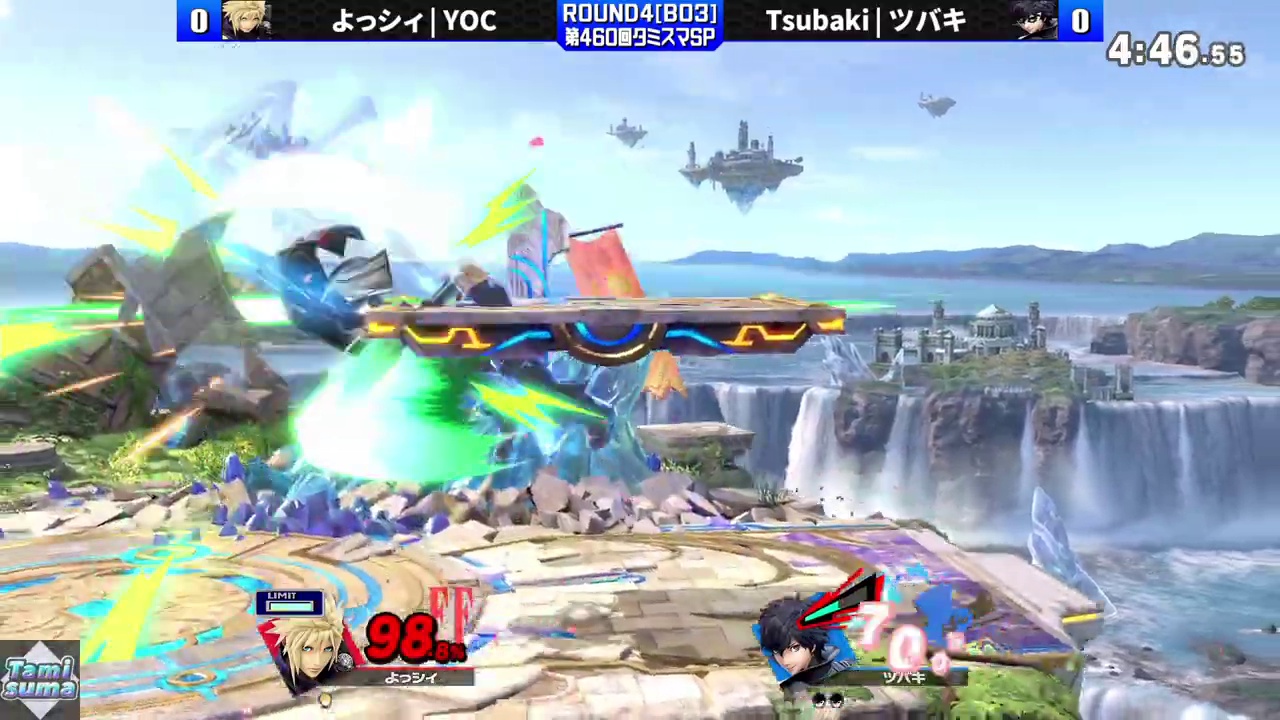 0
よっシィ | YOC
ROUND4[BO3]
第460回タミスマSP
Tsubaki | ツバキ
0
4:46.55
LIMIT
98.8%
よっシィ
70.
ツバキ
Tami
suma